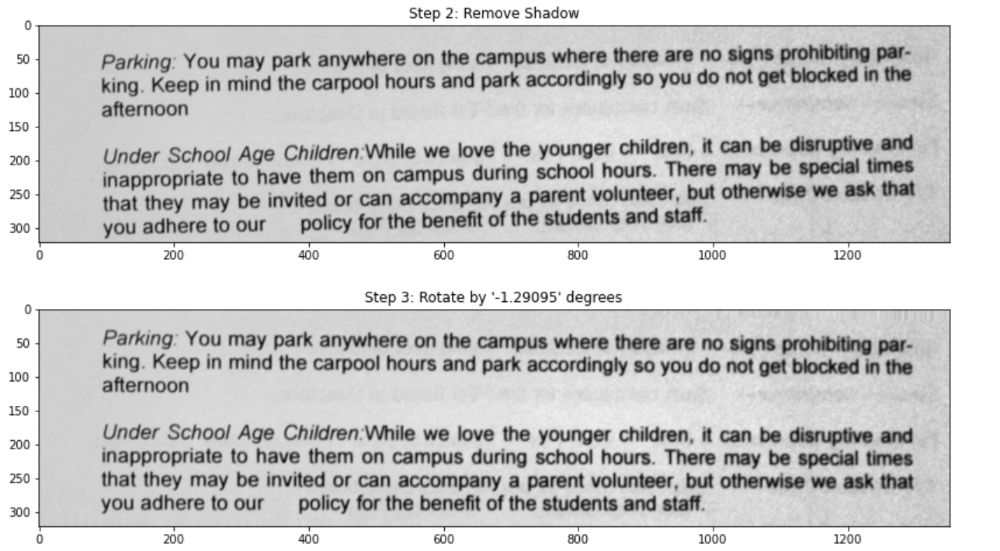 Step 2: Remove Shadow
0
50
100
150
200
250
300
Parking: You may park anywhere on the campus where there are no signs prohibiting par-
king. Keep in mind the carpool hours and park accordingly so you do not get blocked in the
afternoon
Under School Age Children:While we love the younger children, it can be disruptive and
inappropriate to have them on campus during school hours. There may be special times
that they may be invited or can accompany a parent volunteer, but otherwise we ask that
you adhere to our policy for the benefit of the students and staff.
0 200 400 600 800 1000 1200
Step 3: Rotate by '-1.29095' degrees
0
50
100
150
200
250
300
Parking: You may park anywhere on the campus where there are no signs prohibiting par-
king. Keep in mind the carpool hours and park accordingly so you do not get blocked in the
afternoon
Under School Age Children:While we love the younger children, it can be disruptive and
inappropriate to have them on campus during school hours. There may be special times
that they may be invited or can accompany a parent volunteer, but otherwise we ask that
you adhere to our policy for the benefit of the students and staff.
0 200 400 600 800 1000 1200